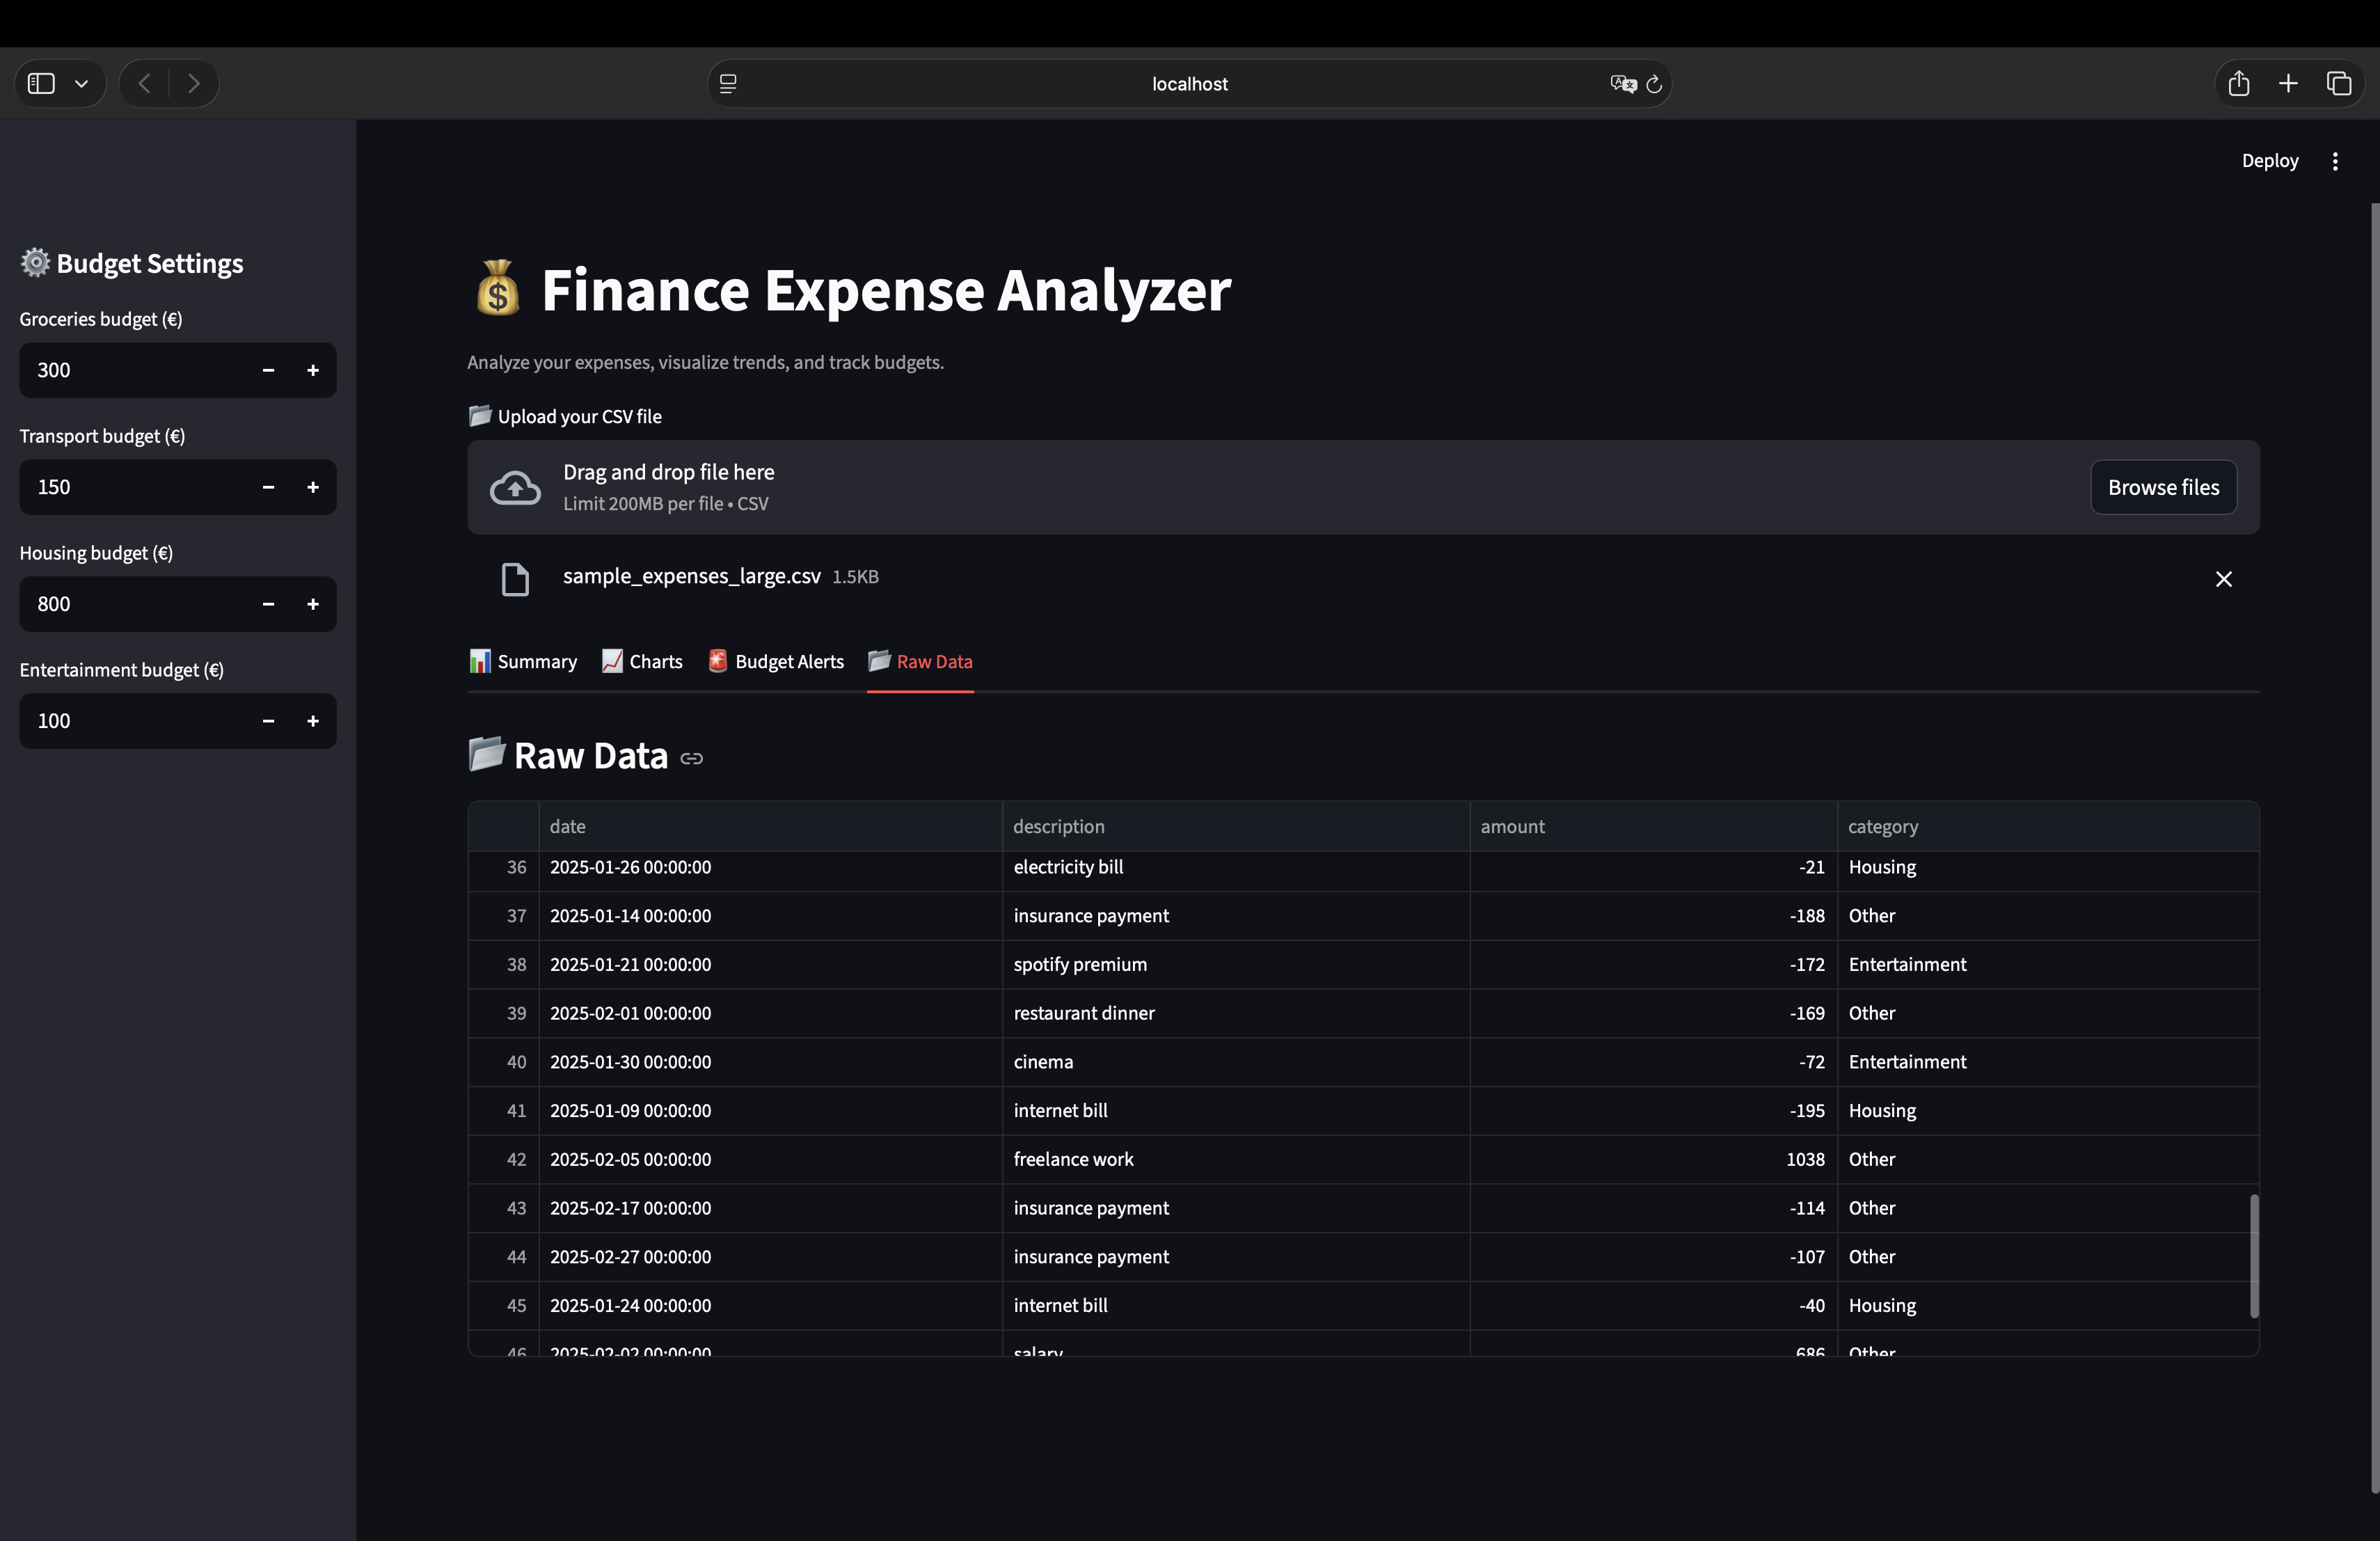 localhost
Deploy
Budget Settings
Groceries budget (€)
300
Transport budget (€)
150
Housing budget (€)
800
Entertainment budget (€)
100
Finance Expense Analyzer
Analyze your expenses, visualize trends, and track budgets.
Upload your CSV file
Drag and drop file here
Limit 200MB per file • CSV
Browse files
sample_expenses_large.csv 1.5KB
Summary Charts Budget Alerts Raw Data
Raw Data
date description amount category
36 2025-01-26 00:00:00 electricity bill -21 Housing
37 2025-01-14 00:00:00 insurance payment -188 Other
38 2025-01-21 00:00:00 spotify premium -172 Entertainment
39 2025-02-01 00:00:00 restaurant dinner -169 Other
40 2025-01-30 00:00:00 cinema -72 Entertainment
41 2025-01-09 00:00:00 internet bill -195 Housing
42 2025-02-05 00:00:00 freelance work 1038 Other
43 2025-02-17 00:00:00 insurance payment -114 Other
44 2025-02-27 00:00:00 insurance payment -107 Other
45 2025-01-24 00:00:00 internet bill -40 Housing
46 2025-02-02 00:00:00 salary 686 Other